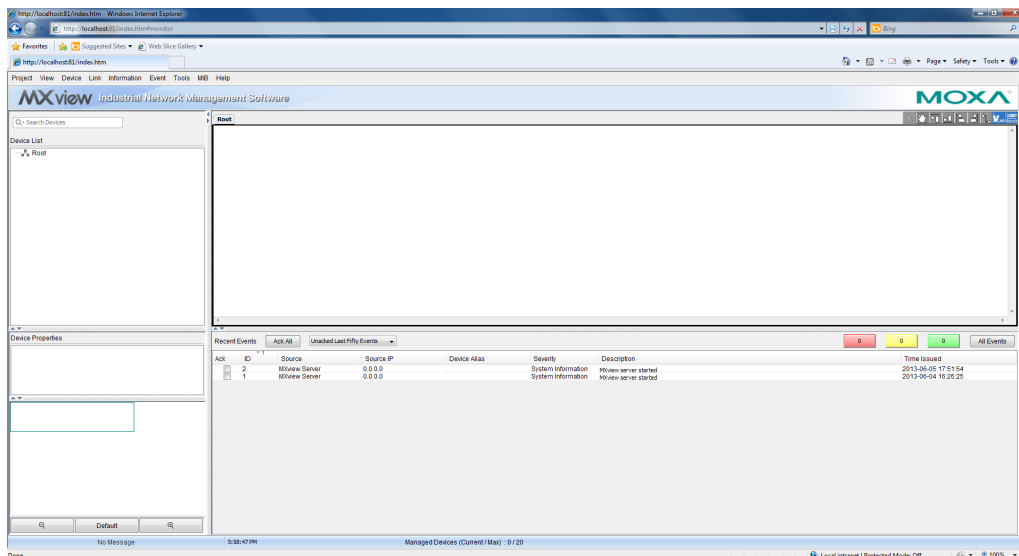 http://localhost:81/index.htm - Windows Internet Explorer
http://localhost:81/index.htm#monitor
Bing
Favorites Suggested Sites Web Slice Gallery
http://localhost:81/index.htm
Page Safety Tools
Project View Device Link Information Event Tools MIB Help
MXview Industrial Network Management Software
MOXA
Search Devices
Root
Device List
Root
Device Properties
Recent Events Ack All Unacked Last Fifty Events 0 0 0 All Events
Ack ID 1 Source Source IP Device Alias Severity Description Time Issued
2 MXview Server 0.0.0.0 System Information MXview server started 2013-06-05 17:51:54
1 MXview Server 0.0.0.0 System Information MXview server started 2013-06-04 16:26:25
Default
No Message 5:58:47 PM Managed Devices (Current / Max) : 0 / 20
Done Local intranet | Protected Mode: Off 100%